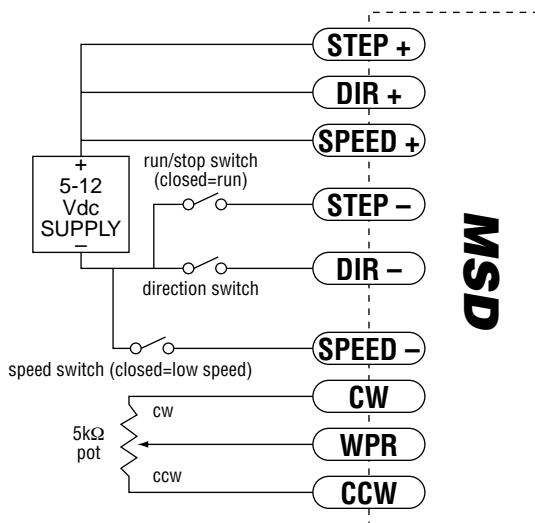 STEP +
DIR +
SPEED +
+
5-12
Vdc
SUPPLY
–
run/stop switch
(closed=run)
STEP –
direction switch
DIR –
speed switch (closed=low speed)
SPEED –
CW
cw
5kΩ
pot
WPR
ccw
CCW
MSD